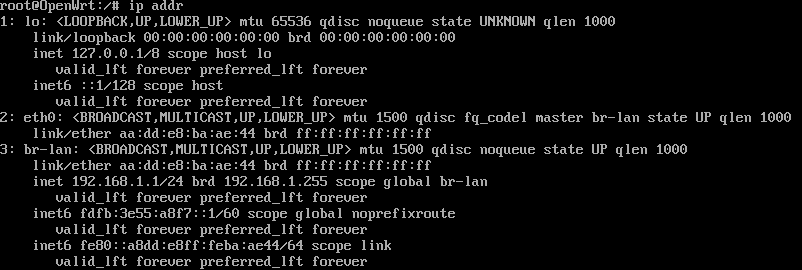 root@OpenWrt:/# ip addr
1: lo: <LOOPBACK,UP,LOWER_UP> mtu 65536 qdisc noqueue state UNKNOWN qlen 1000
    link/loopback 00:00:00:00:00:00 brd 00:00:00:00:00:00
    inet 127.0.0.1/8 scope host lo
       valid_lft forever preferred_lft forever
    inet6 ::1/128 scope host
       valid_lft forever preferred_lft forever
2: eth0: <BROADCAST,MULTICAST,UP,LOWER_UP> mtu 1500 qdisc fq_codel master br-lan state UP qlen 1000
    link/ether aa:dd:e8:ba:ae:44 brd ff:ff:ff:ff:ff:ff
3: br-lan: <BROADCAST,MULTICAST,UP,LOWER_UP> mtu 1500 qdisc noqueue state UP qlen 1000
    link/ether aa:dd:e8:ba:ae:44 brd ff:ff:ff:ff:ff:ff
    inet 192.168.1.1/24 brd 192.168.1.255 scope global br-lan
       valid_lft forever preferred_lft forever
    inet6 fdfb:3e55:a8f7::1/60 scope global noprefixroute
       valid_lft forever preferred_lft forever
    inet6 fe80::a8dd:e8ff:feba:ae44/64 scope link
       valid_lft forever preferred_lft forever